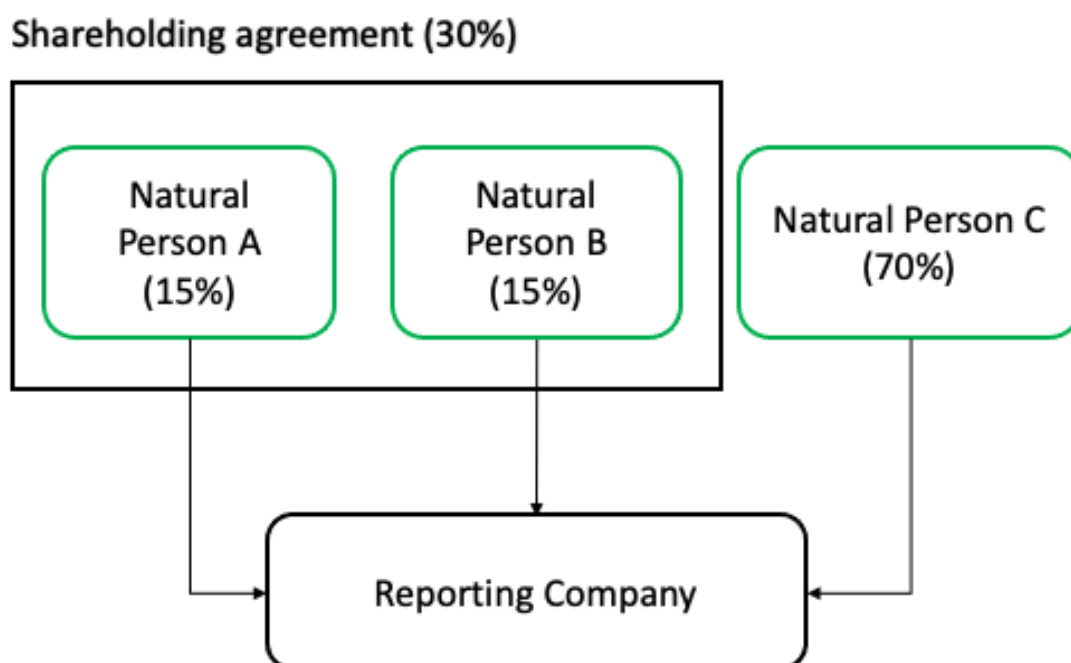 Shareholding agreement (30%)
Natural
Person A
(15%)
Natural
Person B
(15%)
Natural Person C
(70%)
Reporting Company